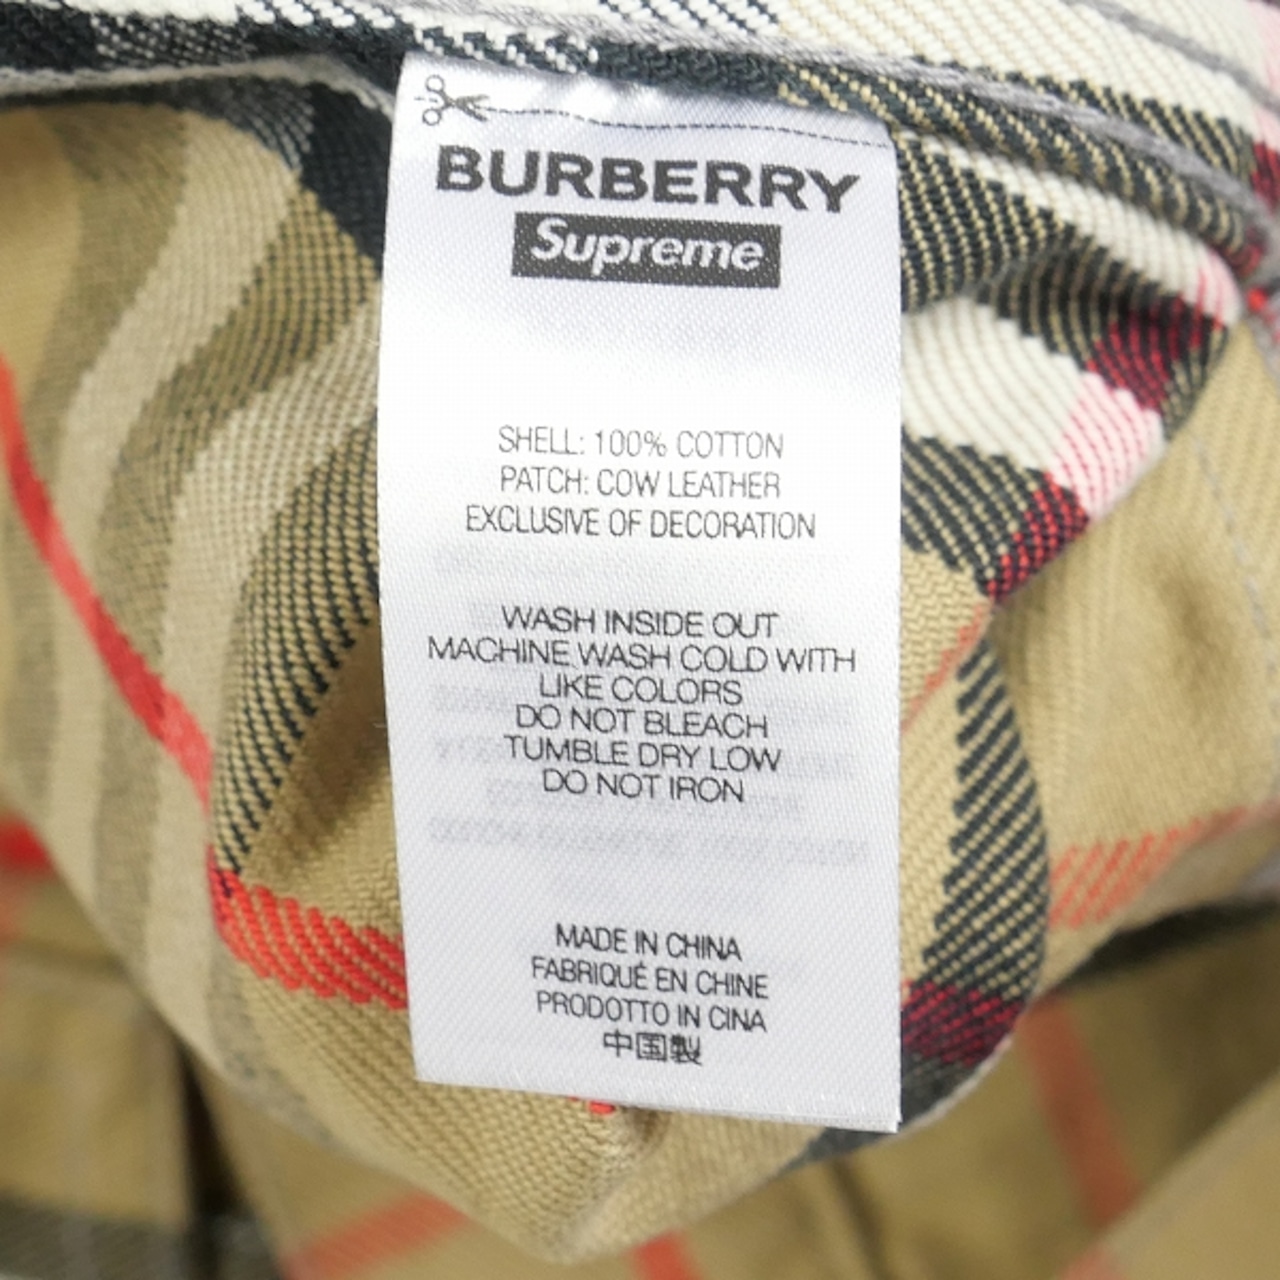 BURBERRY
Supreme
SHELL: 100% COTTON
PATCH: COW LEATHER
EXCLUSIVE OF DECORATION
WASH INSIDE OUT
MACHINE WASH COLD WITH
LIKE COLORS
DO NOT BLEACH
TUMBLE DRY LOW
DO NOT IRON
MADE IN CHINA
FABRIQUÉ EN CHINE
PRODOTTO IN CINA
中国製